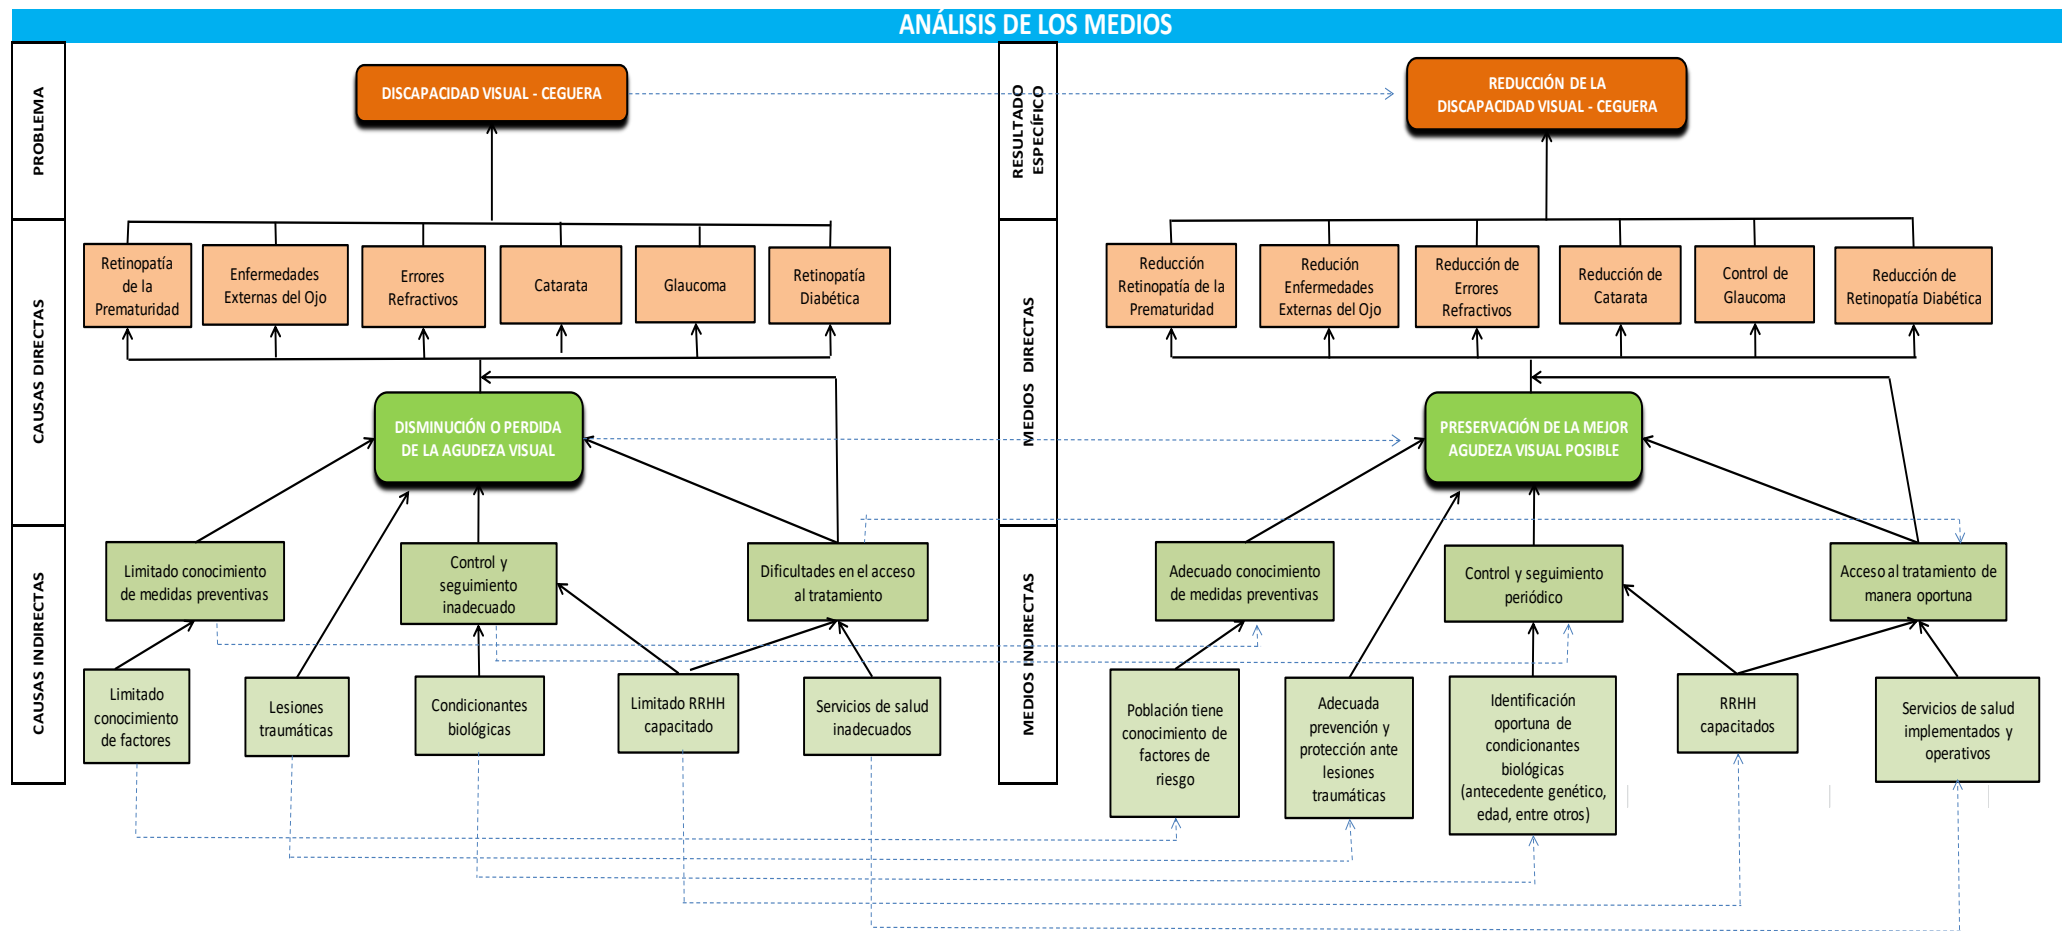 ANÁLISIS DE LOS MEDIOS
PROBLEMA
DISCAPACIDAD VISUAL - CEGUERA
CAUSAS DIRECTAS
Retinopatía
de la
Prematuridad
Enfermedades
Externas del Ojo
Errores
Refractivos
Catarata
Glaucoma
Retinopatía
Diabética
DISMINUCIÓN O PERDIDA
DE LA AGUDEZA VISUAL
CAUSAS INDIRECTAS
Limitado conocimiento
de medidas preventivas
Control y
seguimiento
inadecuado
Dificultades en el acceso
al tratamiento
Limitado
conocimiento
de factores
Lesiones
traumáticas
Condicionantes
biológicas
Limitado RRHH
capacitado
Servicios de salud
inadecuados
RESULTADO
ESPECÍFICO
REDUCCIÓN DE LA
DISCAPACIDAD VISUAL - CEGUERA
MEDIOS DIRECTAS
Reducción
Retinopatía de la
Prematuridad
Redución
Enfermedades
Externas del Ojo
Reducción de
Errores
Refractivos
Reducción de
Catarata
Control de
Glaucoma
Reducción de
Retinopatía Diabética
PRESERVACIÓN DE LA MEJOR
AGUDEZA VISUAL POSIBLE
MEDIOS INDIRECTAS
Adecuado conocimiento
de medidas preventivas
Control y seguimiento
periódico
Acceso al tratamiento de
manera oportuna
Población tiene
conocimiento de
factores de
riesgo
Adecuada
prevención y
protección ante
lesiones
traumáticas
Identificación
oportuna de
condicionantes
biológicas
(antecedente genético,
edad, entre otros)
RRHH
capacitados
Servicios de salud
implementados y
operativos